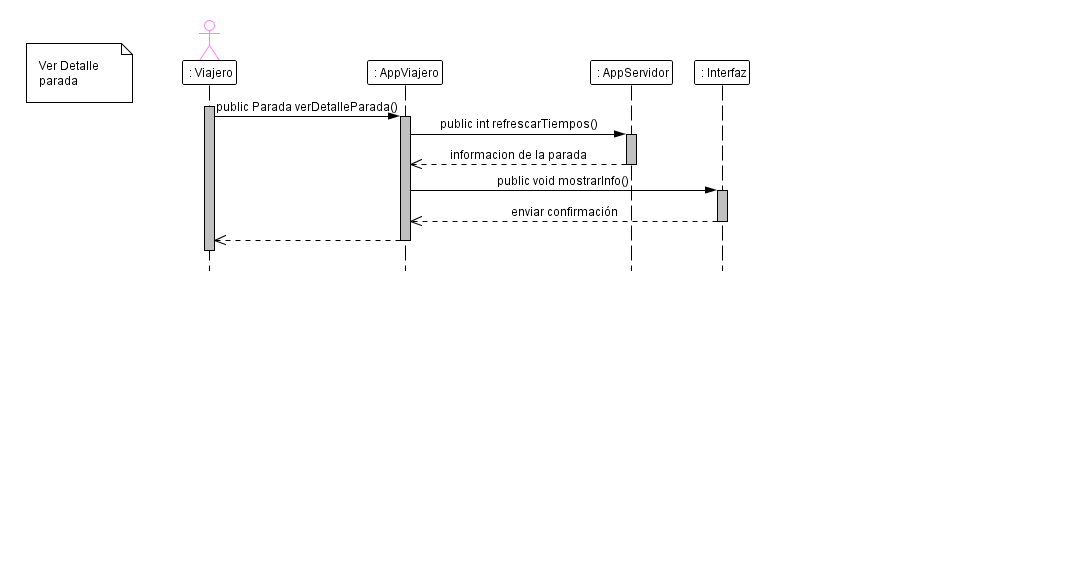 Ver Detalle
parada
: Viajero
: AppViajero
: AppServidor
: Interfaz
public Parada verDetalleParada()
public int refrescarTiempos()
informacion de la parada
public void mostrarInfo()
enviar confirmación